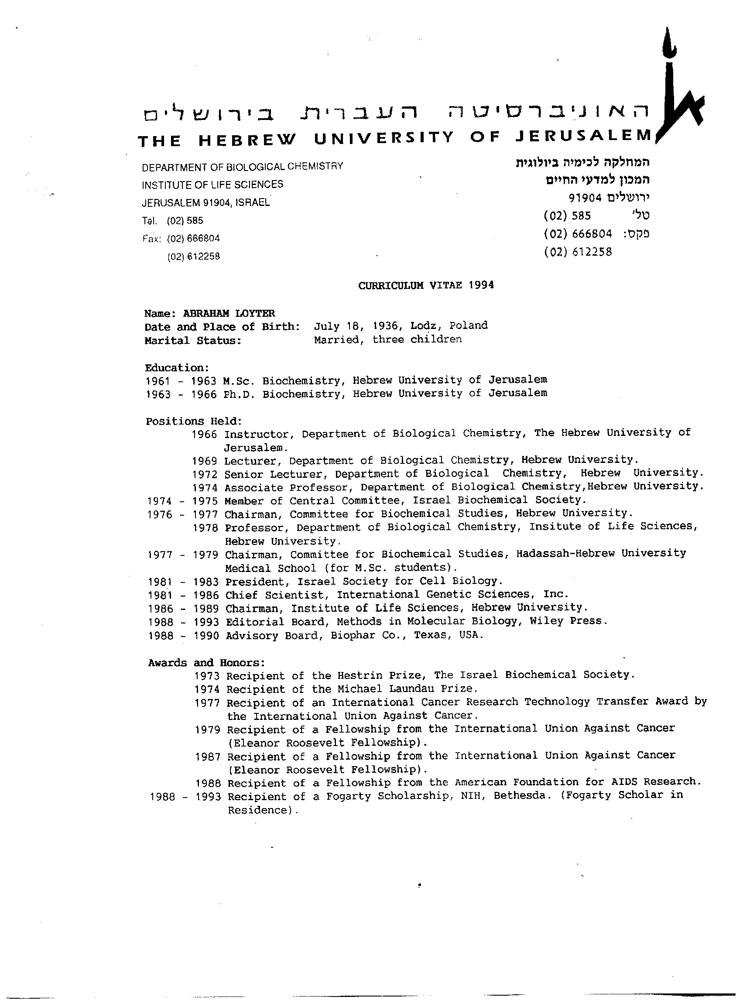 האוניברסיטה העברית בירושלים
THE HEBREW UNIVERSITY OF JERUSALEM
DEPARTMENT OF BIOLOGICAL CHEMISTRY
INSTITUTE OF LIFE SCIENCES
JERUSALEM 91904, ISRAEL
Tel. (02) 585
Fax: (02) 666804
(02) 612258
המחלקה לכימיה ביולוגית
המכון למדעי החיים
ירושלים 91904
טל' (02) 585
פקס: (02) 666804
(02) 612258
CURRICULUM VITAE 1994
Name: ABRAHAM LOYTER
Date and Place of Birth: July 18, 1936, Lodz, Poland
Marital Status: Married, three children
Education:
1961 - 1963 M.Sc. Biochemistry, Hebrew University of Jerusalem
1963 - 1966 Ph.D. Biochemistry, Hebrew University of Jerusalem
Positions Held:
1966 Instructor, Department of Biological Chemistry, The Hebrew University of
Jerusalem.
1969 Lecturer, Department of Biological Chemistry, Hebrew University.
1972 Senior Lecturer, Department of Biological Chemistry, Hebrew University.
1974 Associate Professor, Department of Biological Chemistry,Hebrew University.
1974 - 1975 Member of Central Committee, Israel Biochemical Society.
1976 - 1977 Chairman, Committee for Biochemical Studies, Hebrew University.
1978 Professor, Department of Biological Chemistry, Insitute of Life Sciences,
Hebrew University.
1977 - 1979 Chairman, Committee for Biochemical Studies, Hadassah-Hebrew University
Medical School (for M.Sc. students).
1981 - 1983 President, Israel Society for Cell Biology.
1981 - 1986 Chief Scientist, International Genetic Sciences, Inc.
1986 - 1989 Chairman, Institute of Life Sciences, Hebrew University.
1988 - 1993 Editorial Board, Methods in Molecular Biology, Wiley Press.
1988 - 1990 Advisory Board, Biophar Co., Texas, USA.
Awards and Honors:
1973 Recipient of the Hestrin Prize, The Israel Biochemical Society.
1974 Recipient of the Michael Laundau Prize.
1977 Recipient of an International Cancer Research Technology Transfer Award by
the International Union Against Cancer.
1979 Recipient of a Fellowship from the International Union Against Cancer
(Eleanor Roosevelt Fellowship).
1987 Recipient of a Fellowship from the International Union Against Cancer
(Eleanor Roosevelt Fellowship).
1988 Recipient of a Fellowship from the American Foundation for AIDS Research.
1988 - 1993 Recipient of a Fogarty Scholarship, NIH, Bethesda. (Fogarty Scholar in
Residence).